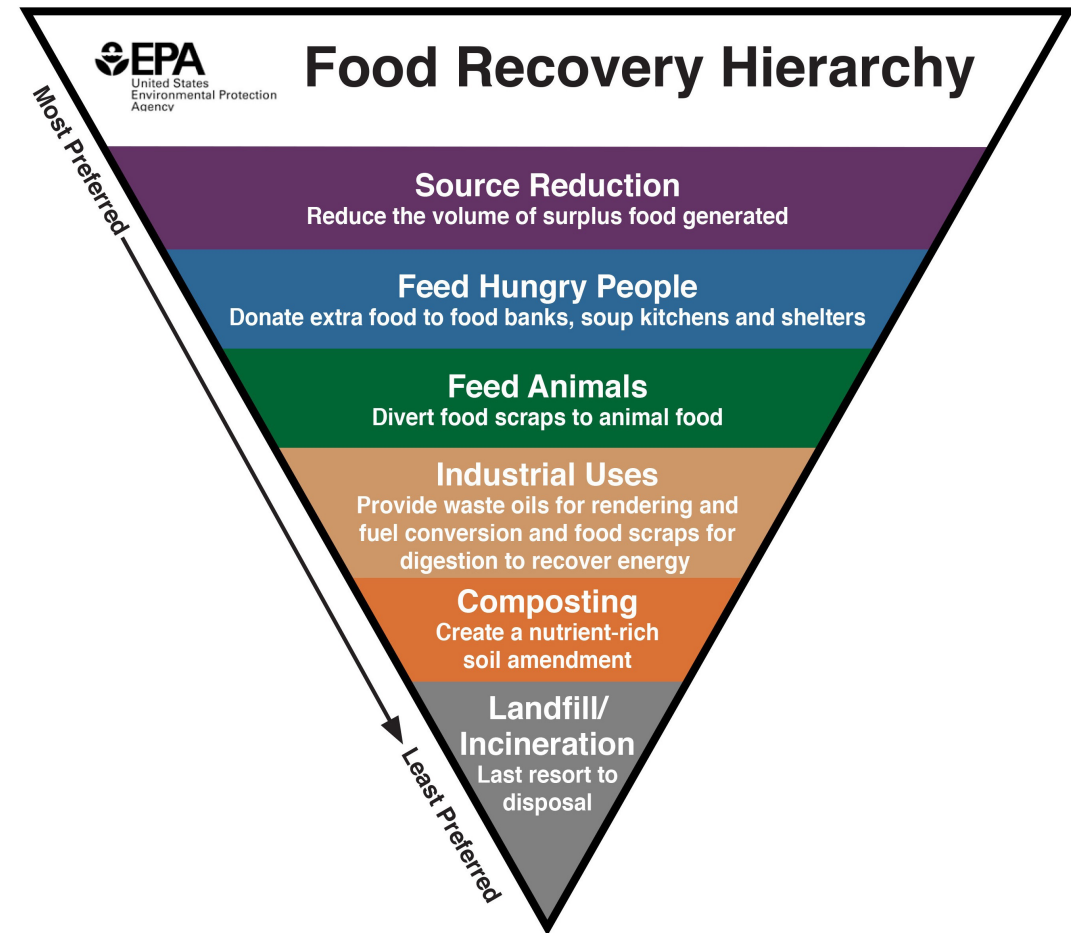 EPA
United States
Environmental Protection
Agency
Food Recovery Hierarchy
Most Preferred
Source Reduction
Reduce the volume of surplus food generated
Feed Hungry People
Donate extra food to food banks, soup kitchens and shelters
Feed Animals
Divert food scraps to animal food
Industrial Uses
Provide waste oils for rendering and
fuel conversion and food scraps for
digestion to recover energy
Composting
Create a nutrient-rich
soil amendment
Landfill/
Incineration
Last resort to
disposal
Least Preferred